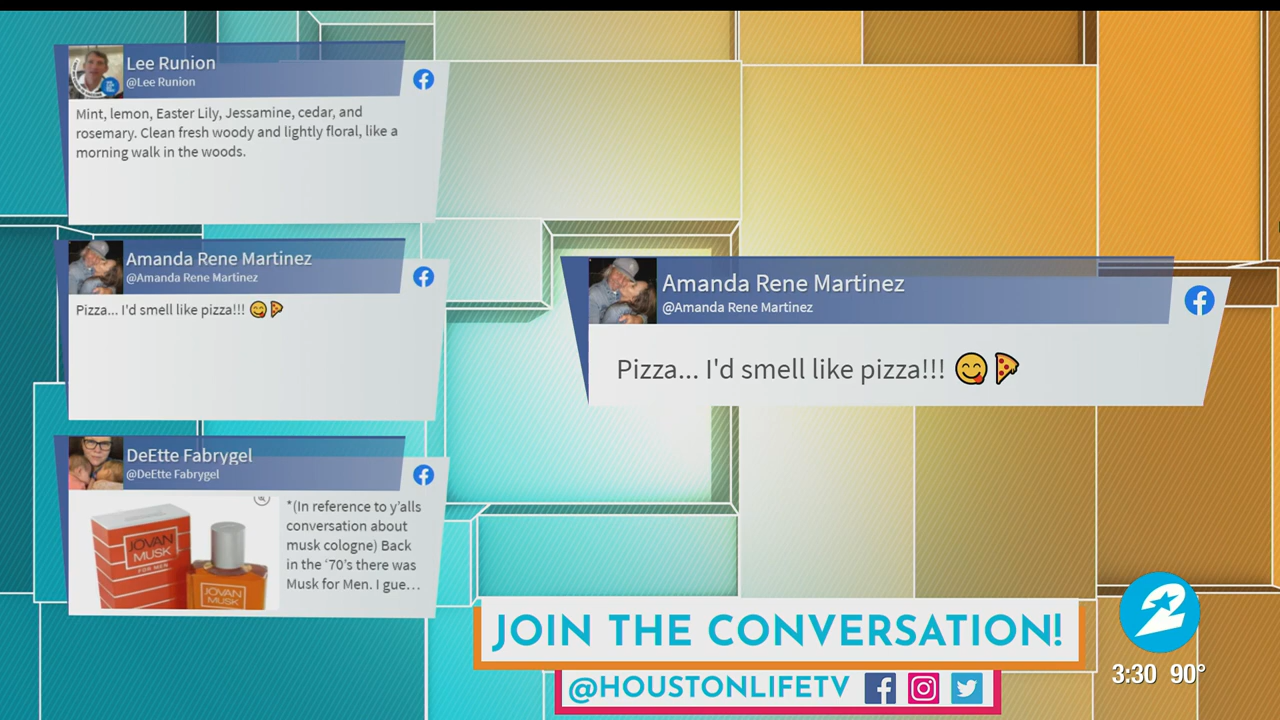 Lee Runion
@Lee Runion
Mint, lemon, Easter Lily, Jessamine, cedar, and
rosemary. Clean fresh woody and lightly floral, like a
morning walk in the woods.
Amanda Rene Martinez
@Amanda Rene Martinez
Pizza... I'd smell like pizza!!! 😋🍕
DeEtte Fabrygel
@DeEtte Fabrygel
JOVAN
MUSK
FOR MEN
JOVAN
MUSK
*(In reference to y'alls
conversation about
musk cologne) Back
in the '70's there was
Musk for Men. I gue...
Amanda Rene Martinez
@Amanda Rene Martinez
Pizza... I'd smell like pizza!!! 😋🍕
JOIN THE CONVERSATION!
@HOUSTONLIFETV
2
3:30 90°